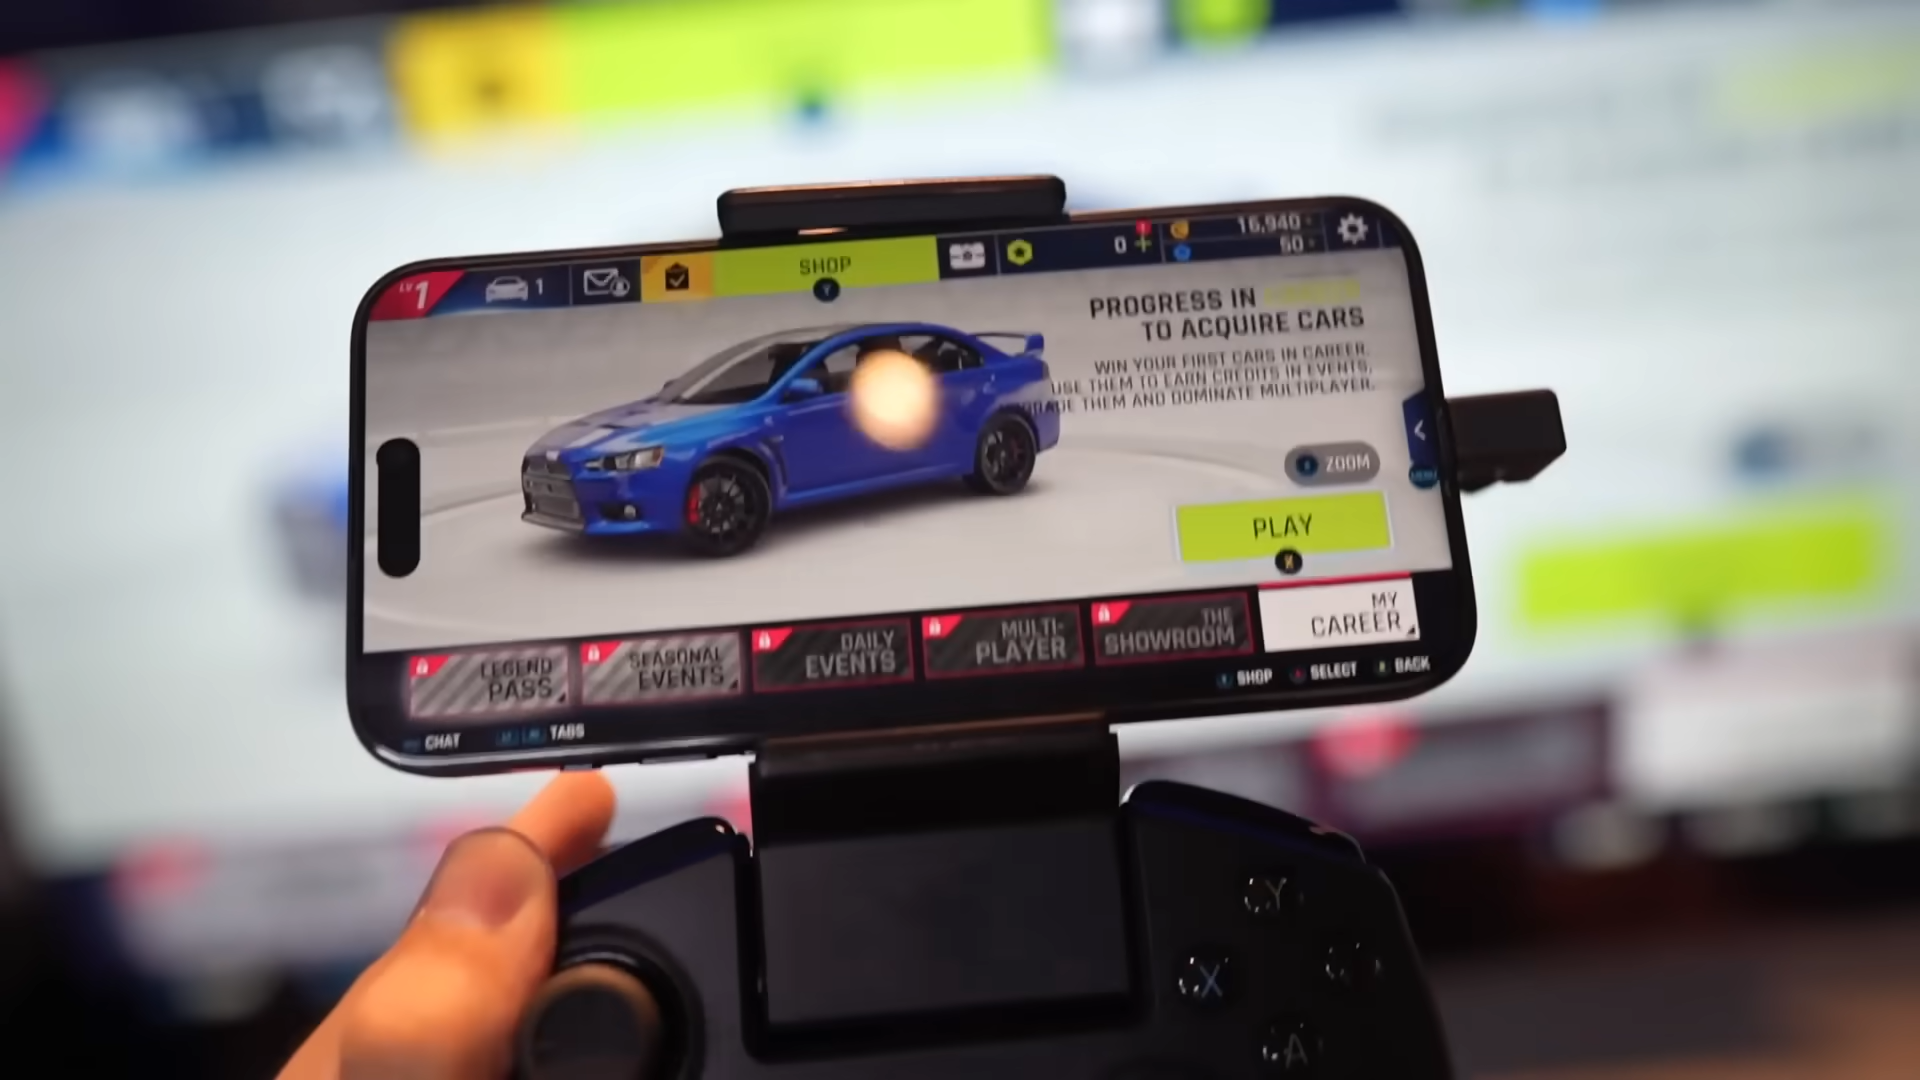 LV 1
1
SHOP
Y
0
16,940
50
PROGRESS IN
TO ACQUIRE CARS
WIN YOUR FIRST CARS IN CAREER.
USE THEM TO EARN CREDITS IN EVENTS,
THEM AND DOMINATE MULTIPLAYER.
ZOOM
PLAY
LEGEND
PASS
SEASONAL
EVENTS
DAILY
EVENTS
MULTI-
PLAYER
THE
SHOWROOM
MY
CAREER
CHAT
TABS
SHOP
SELECT
BACK
Y
X
A